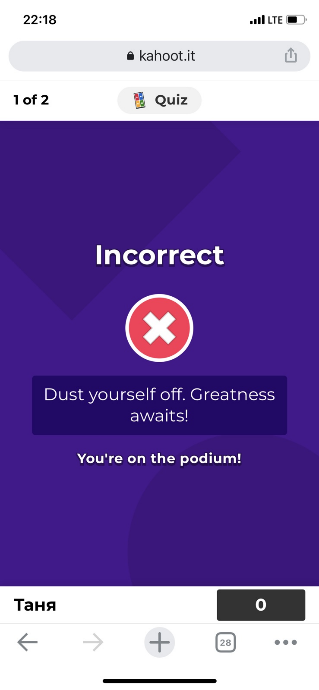 22:18
LTE
kahoot.it
1 of 2
Quiz
Incorrect
Dust yourself off. Greatness
awaits!
You're on the podium!
Таня
0
28